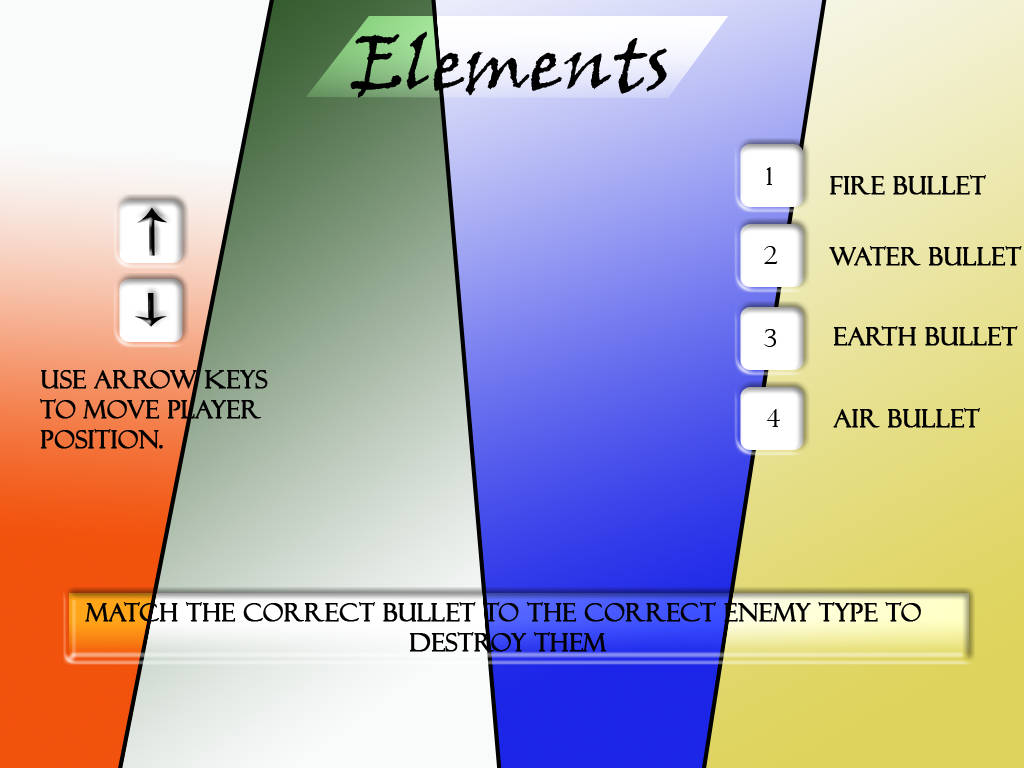 Elements
1
FIRE BULLET
2
WATER BULLET
3
EARTH BULLET
4
AIR BULLET
↑
↓
USE ARROW KEYS
TO MOVE PLAYER
POSITION.
MATCH THE CORRECT BULLET TO THE CORRECT ENEMY TYPE TO
DESTROY THEM